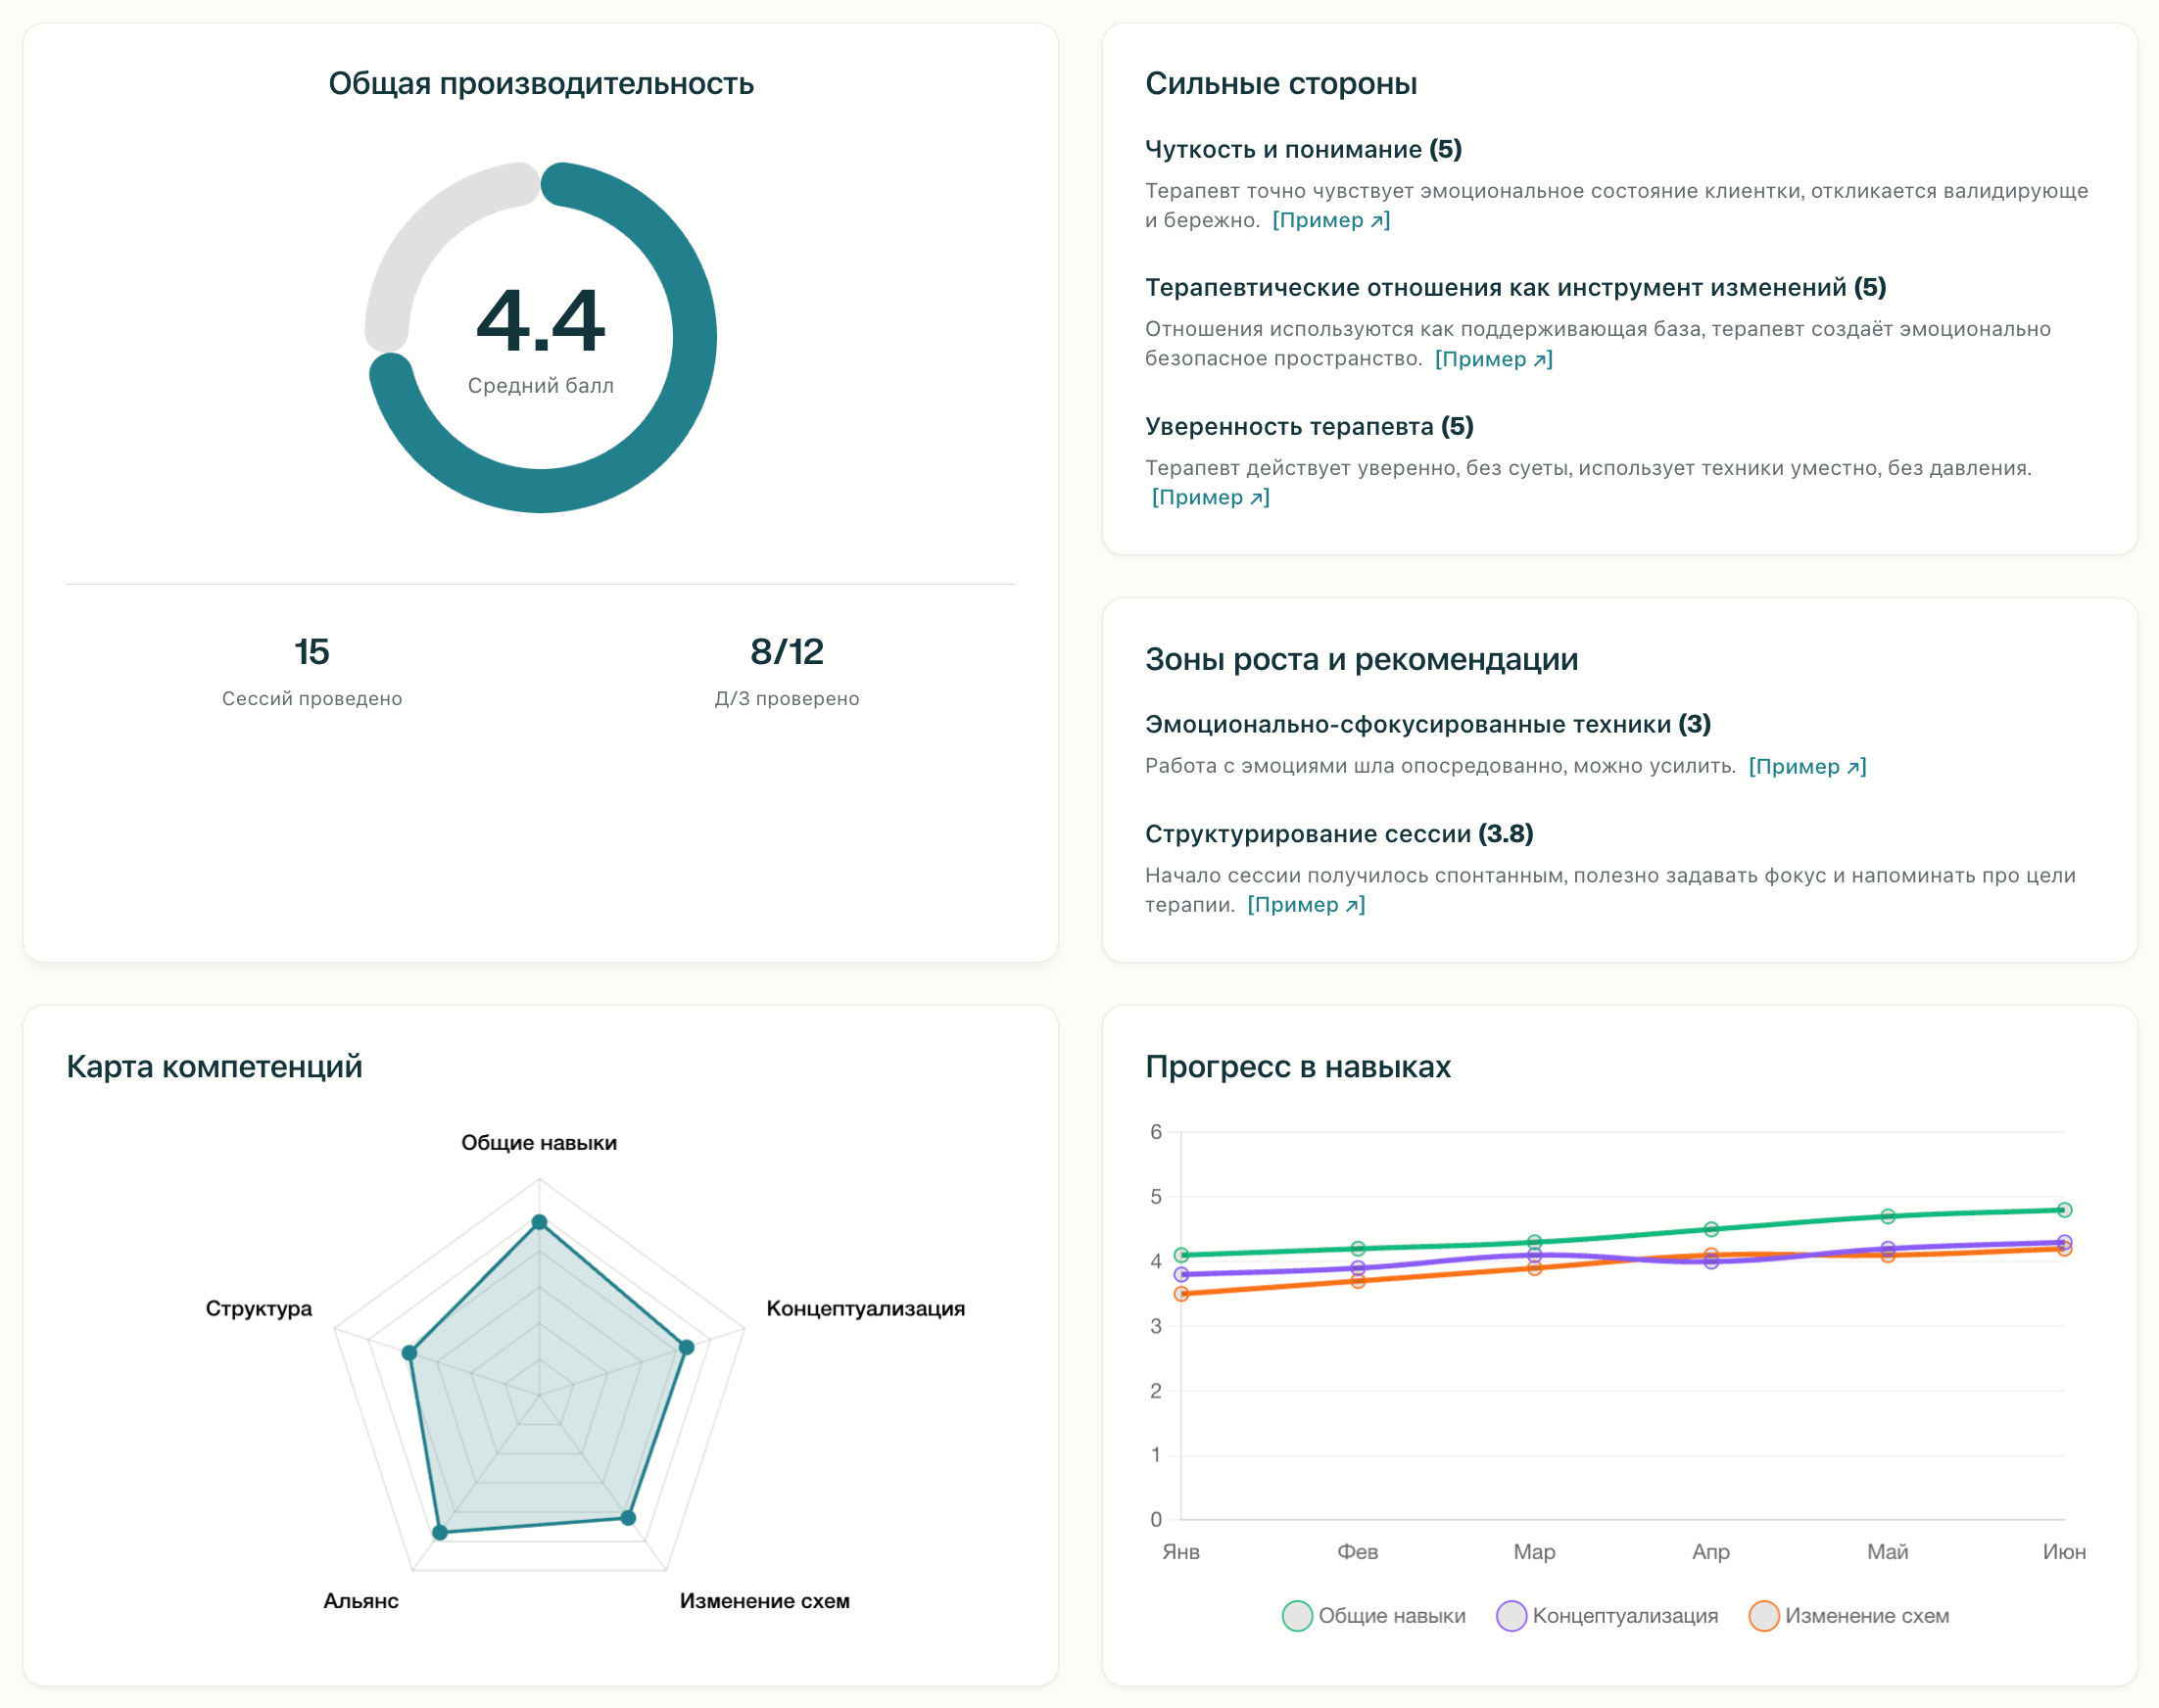 Общая производительность
4.4
Средний балл
15
Сессий проведено
8/12
Д/З проверено
Сильные стороны
Чуткость и понимание (5)
Терапевт точно чувствует эмоциональное состояние клиентки, откликается валидирующе
и бережно. [Пример ↗]
Терапевтические отношения как инструмент изменений (5)
Отношения используются как поддерживающая база, терапевт создаёт эмоционально
безопасное пространство. [Пример ↗]
Уверенность терапевта (5)
Терапевт действует уверенно, без суеты, использует техники уместно, без давления.
[Пример ↗]
Зоны роста и рекомендации
Эмоционально-сфокусированные техники (3)
Работа с эмоциями шла опосредованно, можно усилить. [Пример ↗]
Структурирование сессии (3.8)
Начало сессии получилось спонтанным, полезно задавать фокус и напоминать про цели
терапии. [Пример ↗]
Карта компетенций
Общие навыки
Структура
Концептуализация
Альянс
Изменение схем
Прогресс в навыках
6
5
4
3
2
1
0
Янв Фев Мар Апр Май Июн
Общие навыки Концептуализация Изменение схем